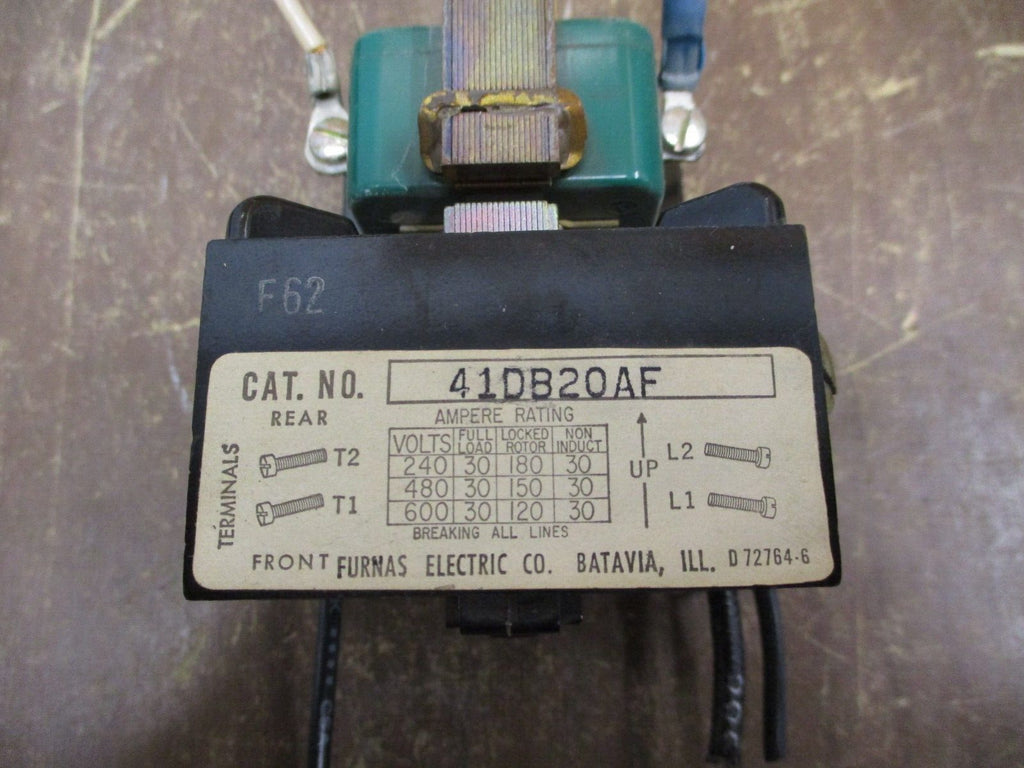 F62
CAT. NO. 41DB20AF
REAR
AMPERE RATING
VOLTS FULL LOAD LOCKED ROTOR NON INDUCT
240 30 180 30
480 30 150 30
600 30 120 30
BREAKING ALL LINES
TERMINALS
T2
T1
UP
L2
L1
FRONT FURNAS ELECTRIC CO. BATAVIA, ILL. D 72764-6